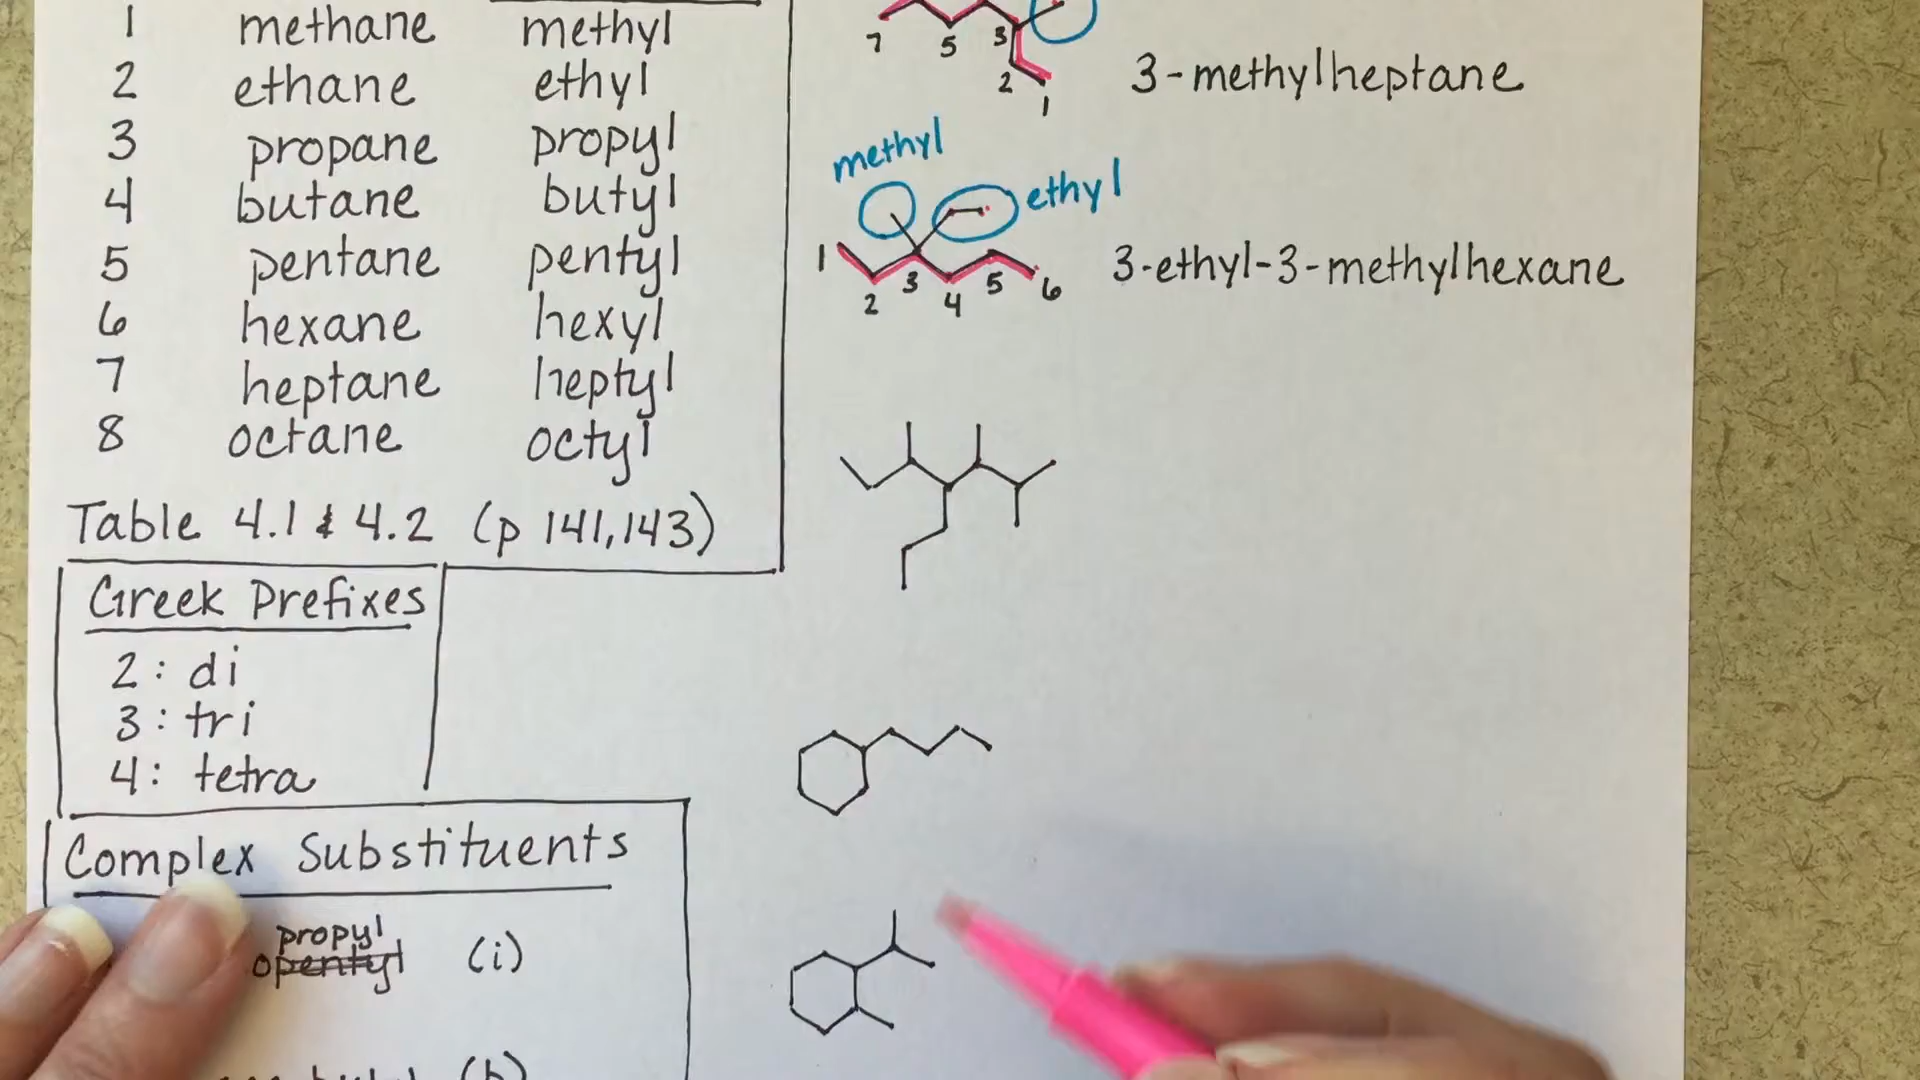 1 methane methyl
2 ethane ethyl
3 propane propyl
4 butane butyl
5 pentane pentyl
6 hexane hexyl
7 heptane heptyl
8 octane octyl
Table 4.1 & 4.2 (p 141,143)
Greek Prefixes
2: di
3: tri
4: tetra
Complex Substituents
propyl
opentyl (i)
(b)
7 5 3
2
1
3-methylheptane
methyl
ethyl
1 2 3 4 5 6
3-ethyl-3-methylhexane